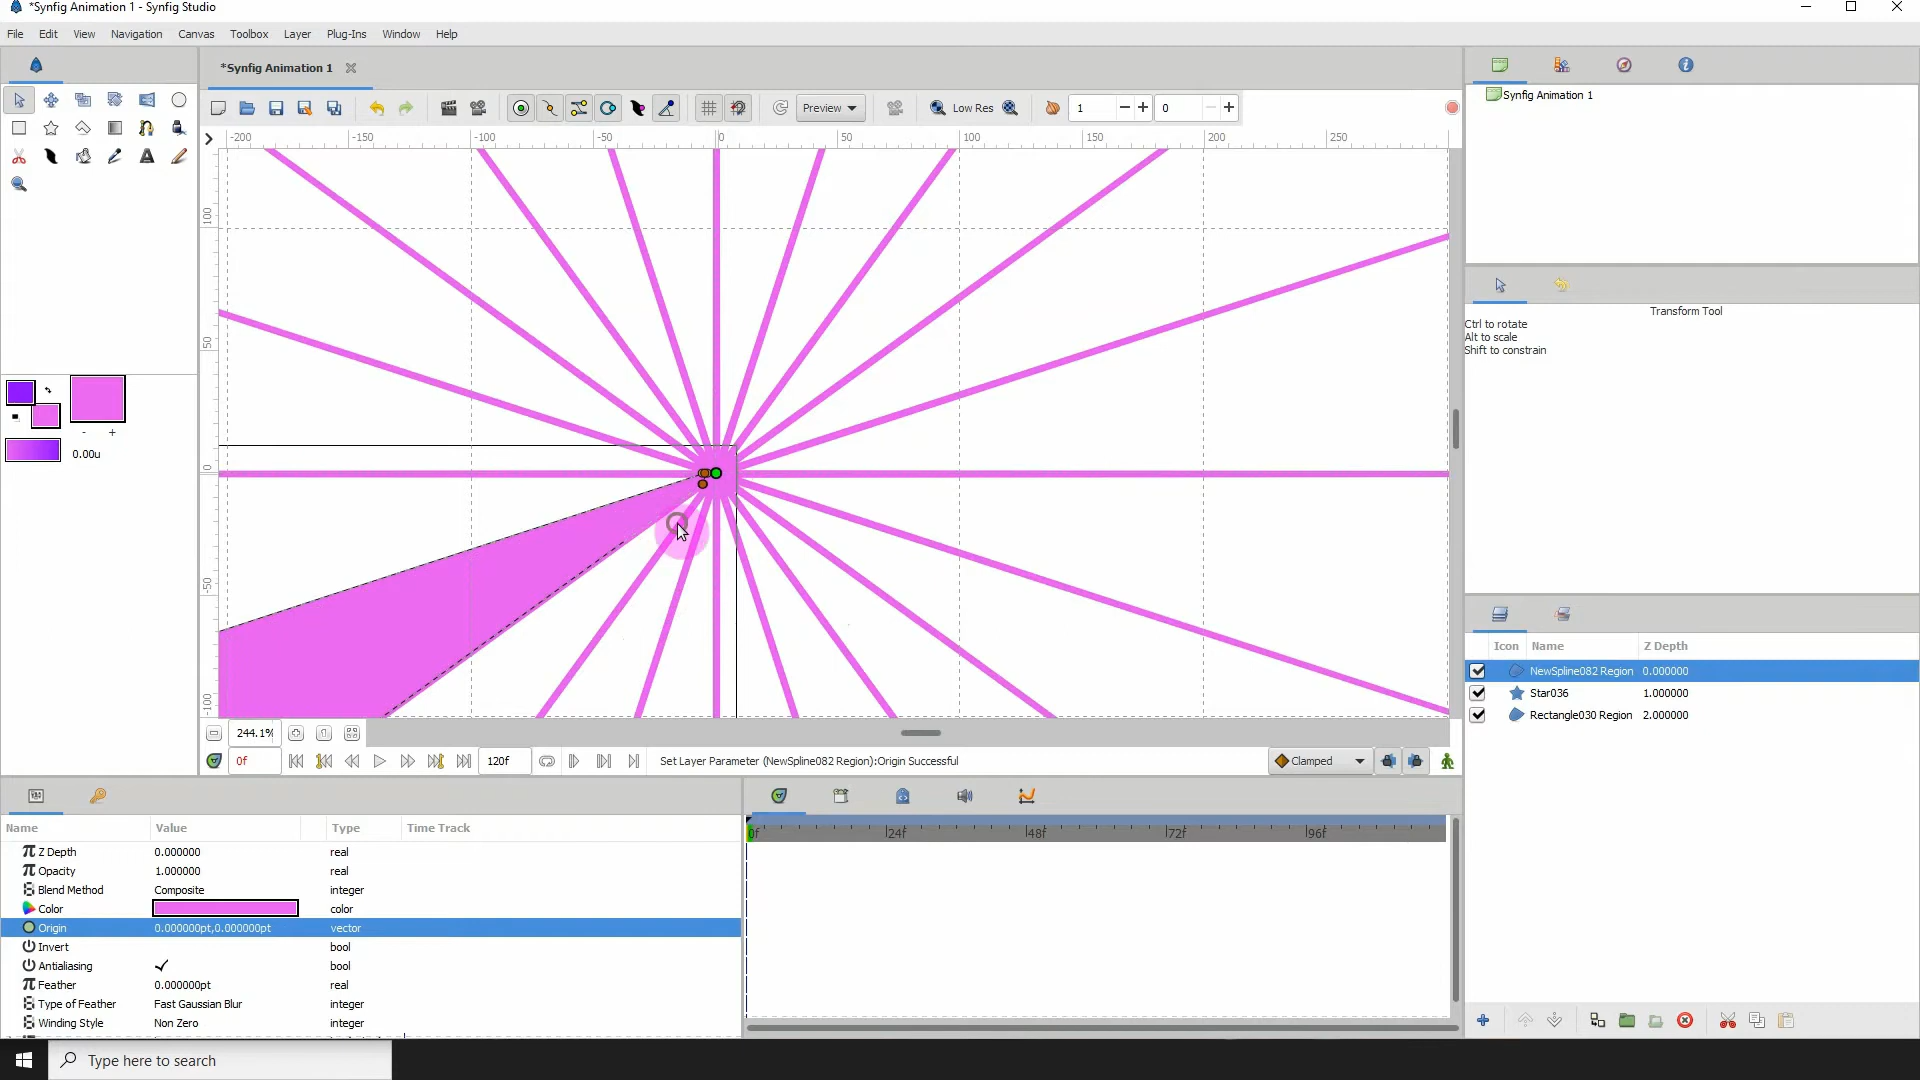 *Synfig Animation 1 - Synfig Studio
File Edit View Navigation Canvas Toolbox Layer Plug-Ins Window Help
*Synfig Animation 1
Preview Low Res 1 0
-200 -150 -100 -50 0 50 100 150 200 250
100
50
0
-50
-100
0.00u
244.1%
0f 120f Set Layer Parameter (NewSpline082 Region):Origin Successful Clamped
Synfig Animation 1
Transform Tool
Ctrl to rotate
Alt to scale
Shift to constrain
Icon Name Z Depth
NewSpline082 Region 0.000000
Star036 1.000000
Rectangle030 Region 2.000000
Name Value Type Time Track
Z Depth 0.000000 real
Opacity 1.000000 real
Blend Method Composite integer
Color color
Origin 0.000000pt,0.000000pt vector
Invert bool
Antialiasing bool
Feather 0.000000pt real
Type of Feather Fast Gaussian Blur integer
Winding Style Non Zero integer
0f 24f 48f 72f 96f
Type here to search